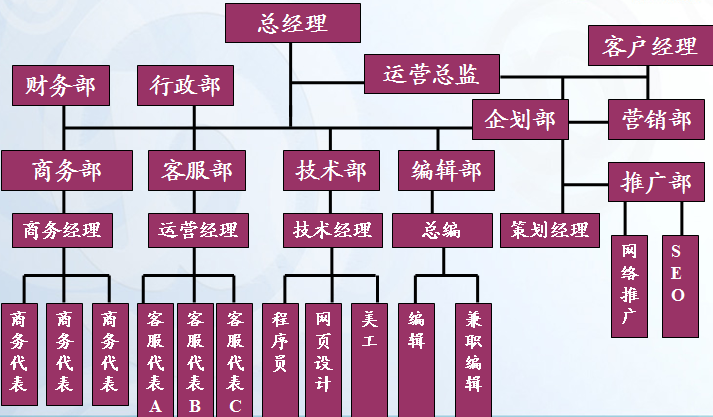 总经理
客户经理
运营总监
财务部
行政部
企划部
营销部
商务部
客服部
技术部
编辑部
推广部
商务经理
运营经理
技术经理
总编
策划经理
网络推广
SEO
商务代表
商务代表
商务代表
客服代表A
客服代表B
客服代表C
程序员
网页设计
美工
编辑
兼职编辑